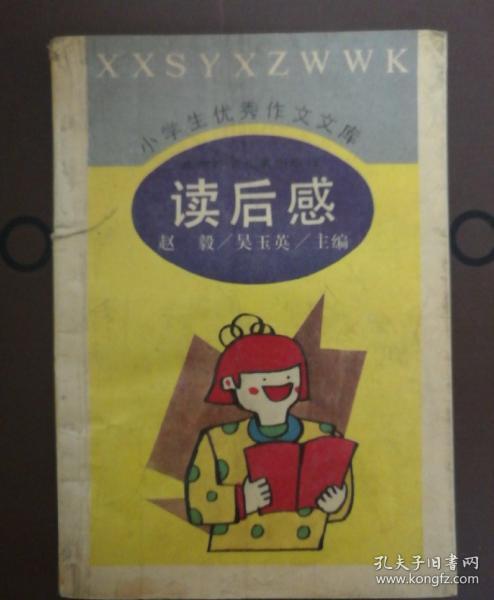 XXSYXZWWK
小学生优秀作文文库
读后感
赵 毅/吴玉英/主编
孔夫子旧书网
www.kongfz.com